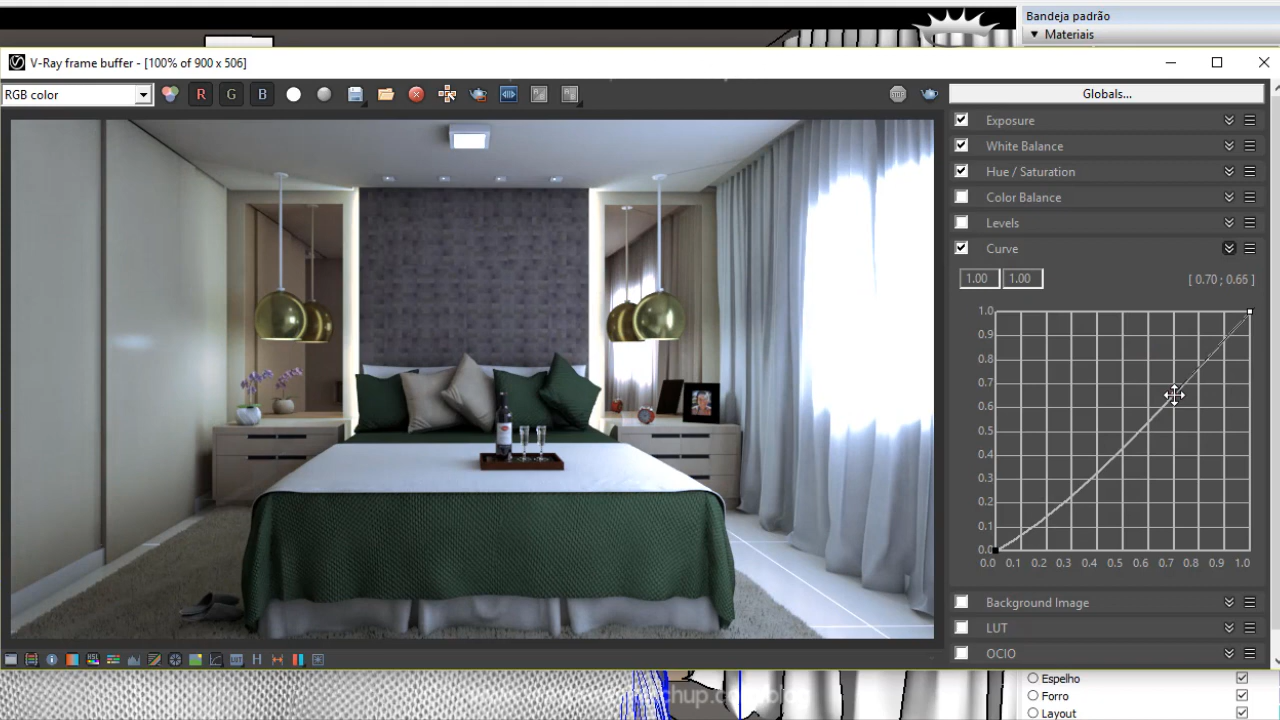 Bandeja padrão
Materiais
V-Ray frame buffer - [100% of 900 x 506]
RGB color
R
G
B
Globals...
Exposure
White Balance
Hue / Saturation
Color Balance
Levels
Curve
1.00 1.00 [ 0.70 ; 0.65 ]
1.0
0.9
0.8
0.7
0.6
0.5
0.4
0.3
0.2
0.1
0.0
0.0 0.1 0.2 0.3 0.4 0.5 0.6 0.7 0.8 0.9 1.0
Background Image
LUT
OCIO
H
Espelho
Forro
Layout